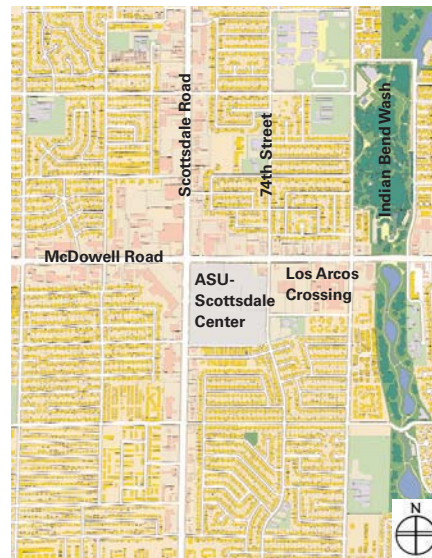 Scottsdale Road
74th Street
Indian Bend Wash
McDowell Road
ASU-
Scottsdale
Center
Los Arcos
Crossing
N